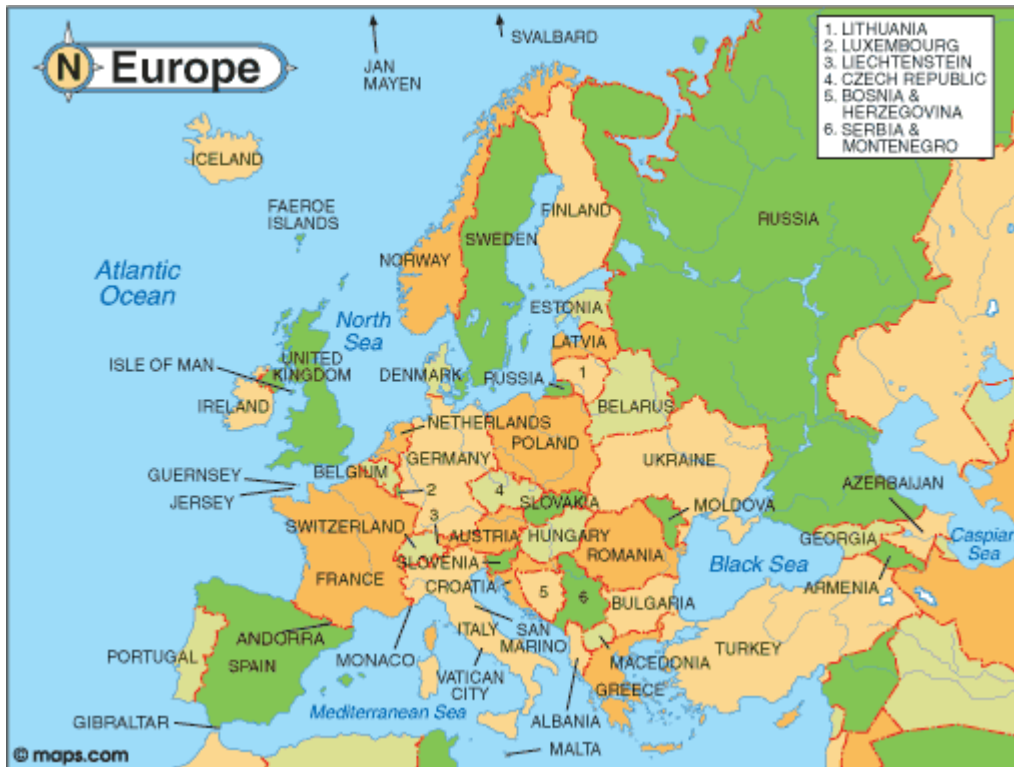 N Europe
JAN
MAYEN
SVALBARD
1. LITHUANIA
2. LUXEMBOURG
3. LIECHTENSTEIN
4. CZECH REPUBLIC
5. BOSNIA &
HERZEGOVINA
6. SERBIA &
MONTENEGRO
ICELAND
FAEROE
ISLANDS
FINLAND
RUSSIA
SWEDEN
NORWAY
Atlantic
Ocean
North
Sea
ESTONIA
LATVIA
ISLE OF MAN
UNITED
KINGDOM
DENMARK
RUSSIA
1
IRELAND
BELARUS
NETHERLANDS
POLAND
GERMANY
UKRAINE
BELGIUM
GUERNSEY
JERSEY
2
4
SLOVAKIA
MOLDOVA
AZERBAIJAN
SWITZERLAND
3
AUSTRIA
HUNGARY
ROMANIA
GEORGIA
Caspian
Sea
SLOVENIA
Black Sea
FRANCE
CROATIA
5
6
BULGARIA
ARMENIA
ANDORRA
ITALY
SAN
MARINO
TURKEY
PORTUGAL
SPAIN
MONACO
MACEDONIA
VATICAN
CITY
GREECE
Mediterranean Sea
GIBRALTAR
ALBANIA
MALTA
© maps.com